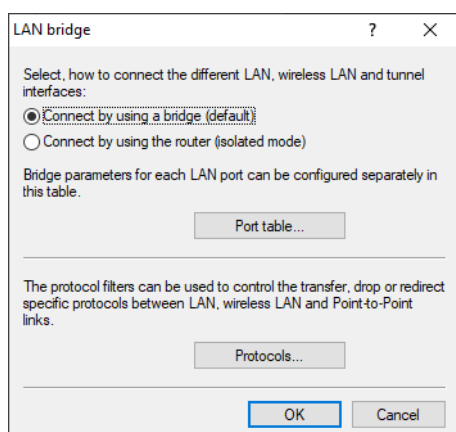 LAN bridge
Select, how to connect the different LAN, wireless LAN and tunnel
interfaces:
Connect by using a bridge (default)
Connect by using the router (isolated mode)
Bridge parameters for each LAN port can be configured separately in
this table.
Port table...
The protocol filters can be used to control the transfer, drop or redirect
specific protocols between LAN, wireless LAN and Point-to-Point
links.
Protocols...
OK Cancel